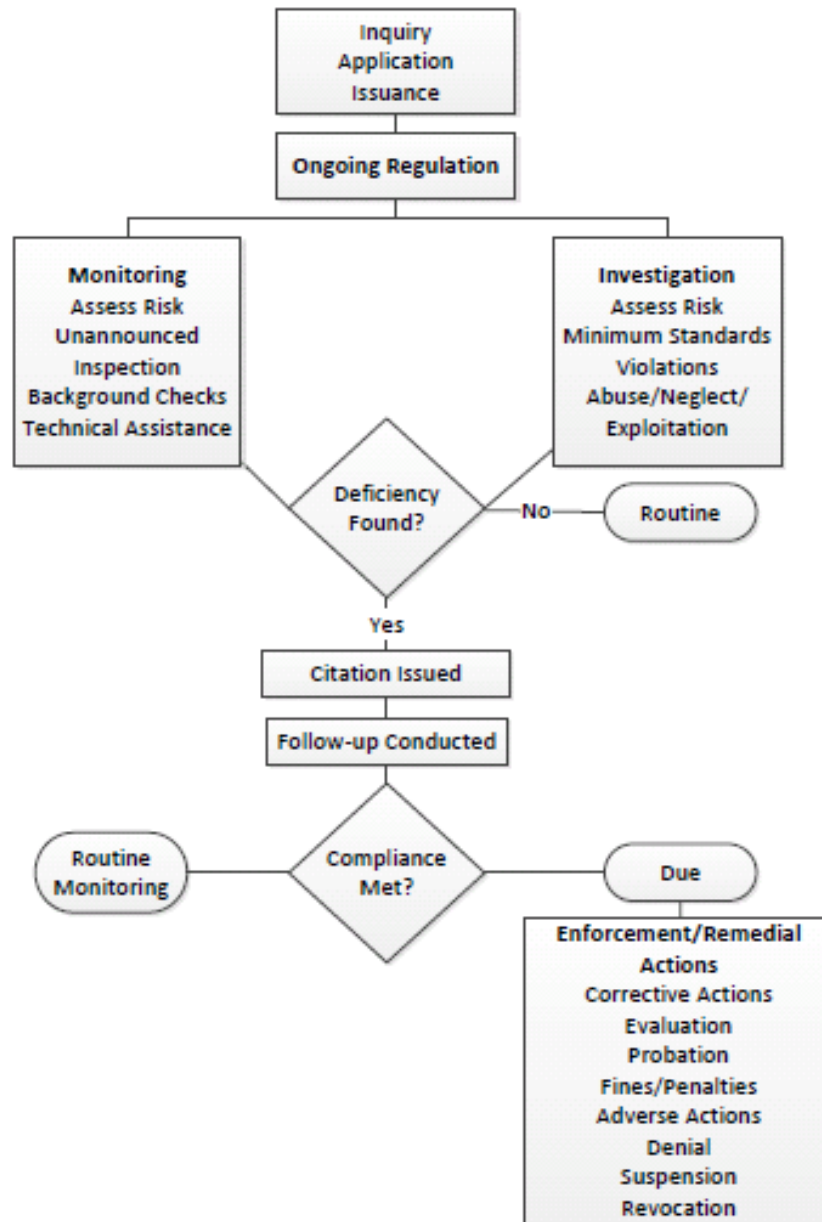 Inquiry
Application
Issuance
Ongoing Regulation
Monitoring
Assess Risk
Unannounced
Inspection
Background Checks
Technical Assistance
Investigation
Assess Risk
Minimum Standards
Violations
Abuse/Neglect/
Exploitation
Deficiency
Found?
No
Routine
Yes
Citation Issued
Follow-up Conducted
Routine
Monitoring
Compliance
Met?
Due
Enforcement/Remedial
Actions
Corrective Actions
Evaluation
Probation
Fines/Penalties
Adverse Actions
Denial
Suspension
Revocation